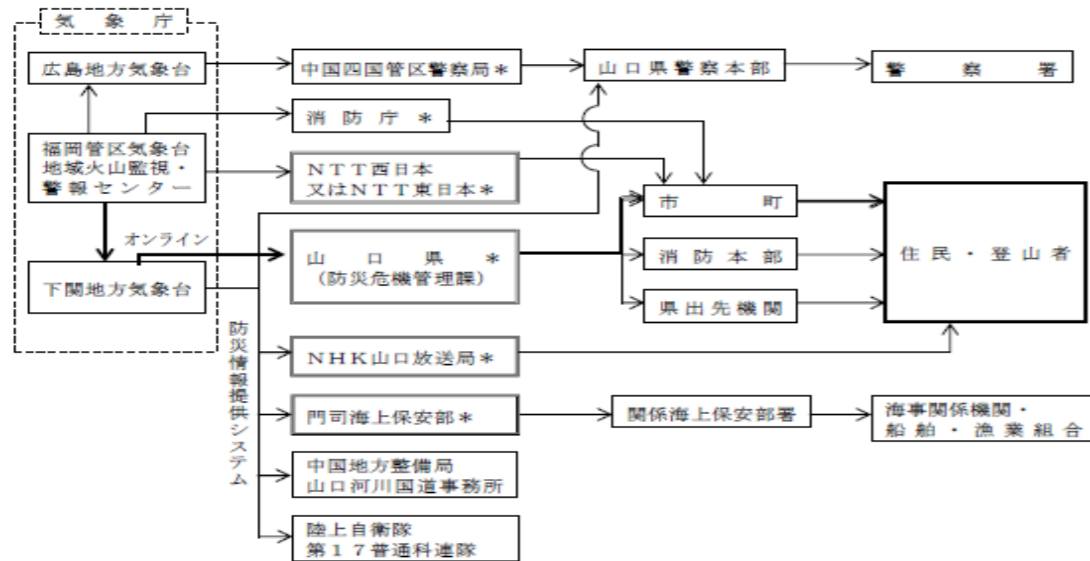 気象庁
広島地方気象台
中国四国管区警察局＊
山口県警察本部
警察署
消防庁＊
福岡管区気象台
地域火山監視・
警報センター
ＮＴＴ西日本
又はＮＴＴ東日本＊
市町
オンライン
山口県＊
（防災危機管理課）
消防本部
住民・登山者
下関地方気象台
県出先機関
防災情報提供システム
ＮＨＫ山口放送局＊
門司海上保安部＊
関係海上保安部署
海事関係機関・
船舶・漁業組合
中国地方整備局
山口河川国道事務所
陸上自衛隊
第１７普通科連隊